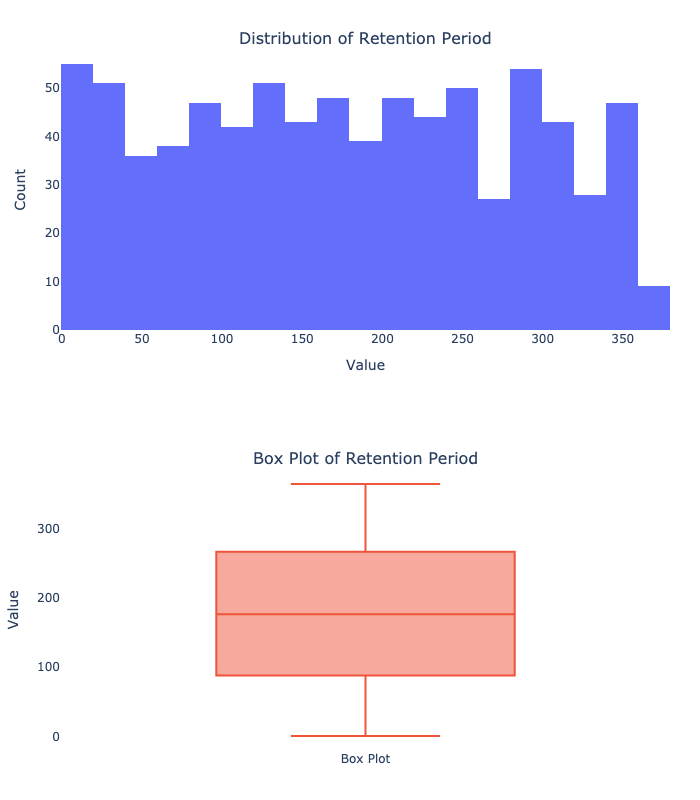 Distribution of Retention Period
50
40
30
20
10
0
Count
0 50 100 150 200 250 300 350
Value
Box Plot of Retention Period
300
200
100
0
Value
Box Plot